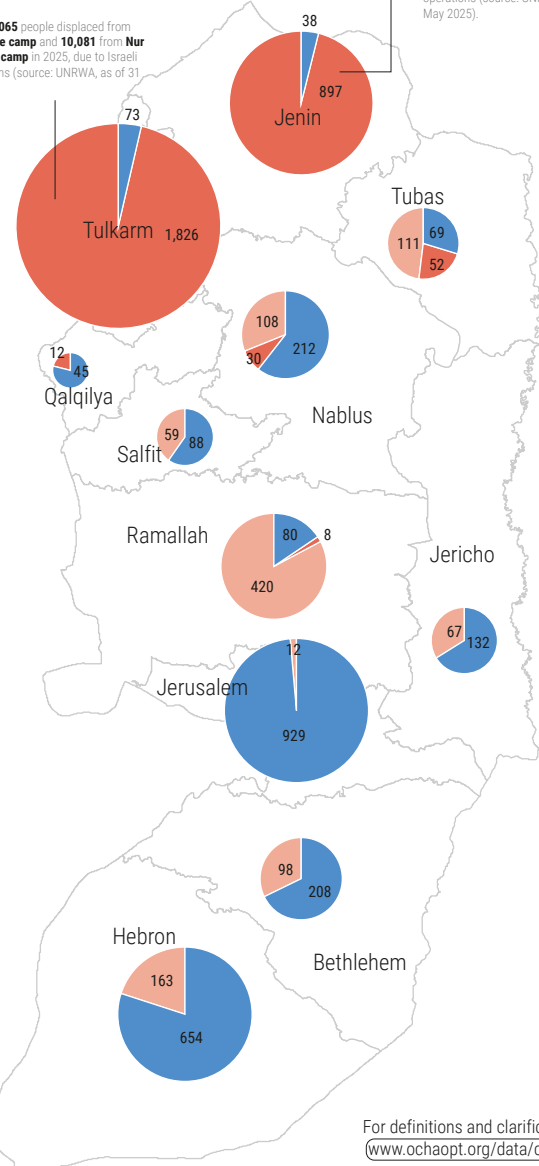 May 2025).
065 people displaced from
camp and 10,081 from Nur
camp in 2025, due to Israeli
(source: UNRWA, as of 31
38
897
Jenin
73
Tulkarm 1,826
Tubas
111
69
52
108
212
30
12
45
Qalqilya
Nablus
59
88
Salfit
Ramallah
80
8
420
Jericho
67
132
12
Jerusalem
929
98
208
Hebron
Bethlehem
163
654
For definitions and
www.ochaopt.org/data/